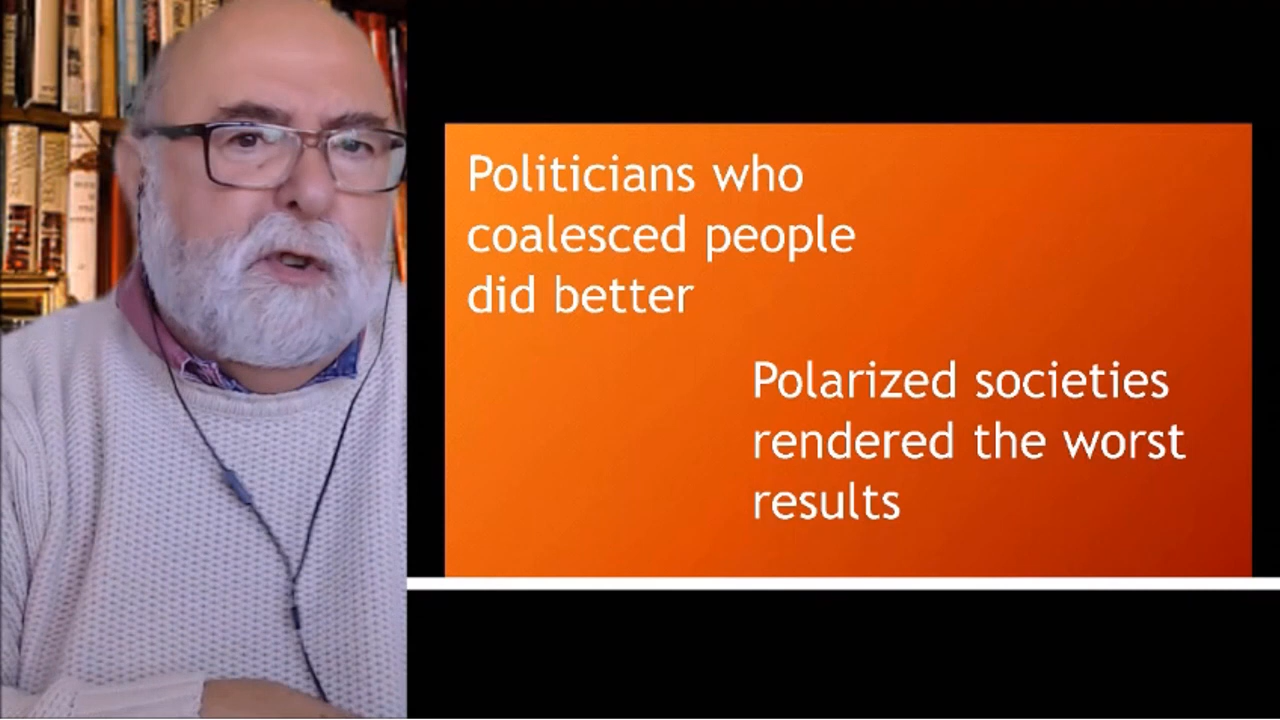 Politicians who
coalesced people
did better
Polarized societies
rendered the worst
results